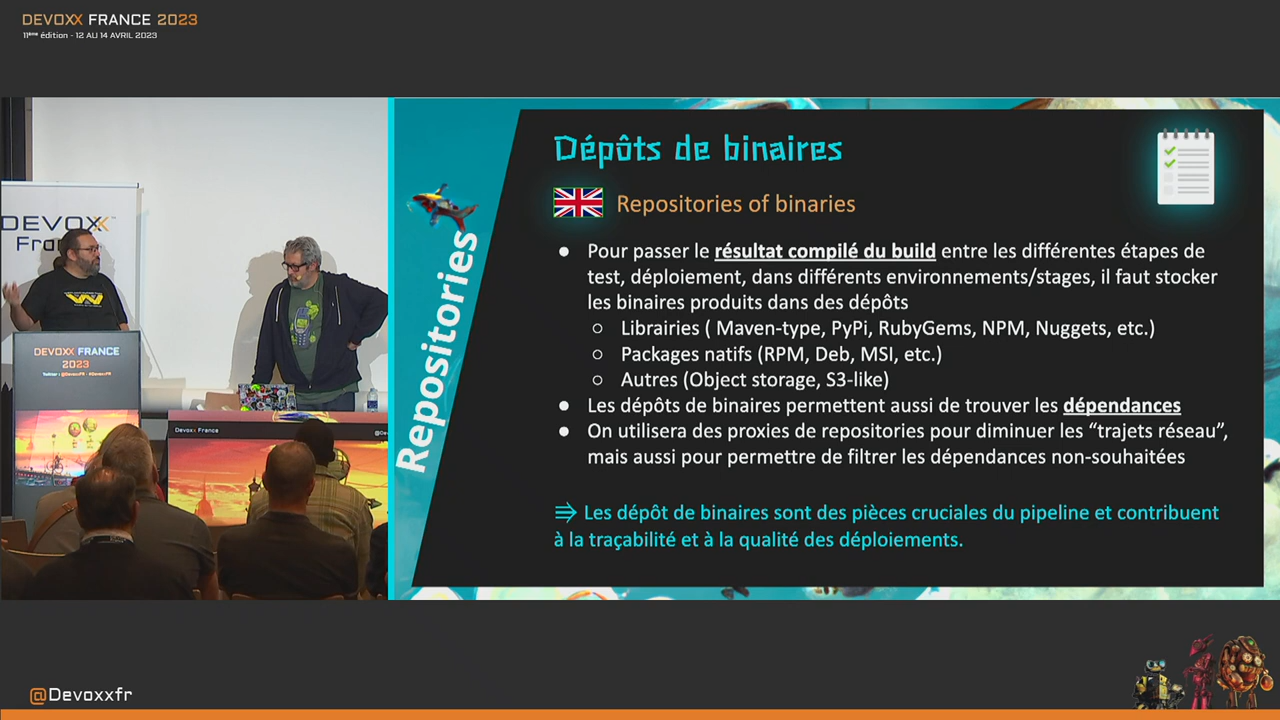 DEVOXX FRANCE 2023
11ème édition - 12 AU 14 AVRIL 2023
DEVOXX™
Fra
DEVOXX FRANCE
2023
Twitter : @DevoxxFR - #DevoxxFR
Devoxx France
Repositories
Dépôts de binaires
Repositories of binaries
● Pour passer le résultat compilé du build entre les différentes étapes de
test, déploiement, dans différents environnements/stages, il faut stocker
les binaires produits dans des dépôts
○ Librairies ( Maven-type, PyPi, RubyGems, NPM, Nuggets, etc.)
○ Packages natifs (RPM, Deb, MSI, etc.)
○ Autres (Object storage, S3-like)
● Les dépôts de binaires permettent aussi de trouver les dépendances
● On utilisera des proxies de repositories pour diminuer les “trajets réseau”,
mais aussi pour permettre de filtrer les dépendances non-souhaitées
⇛ Les dépôt de binaires sont des pièces cruciales du pipeline et contribuent
à la traçabilité et à la qualité des déploiements.
@Devoxxfr